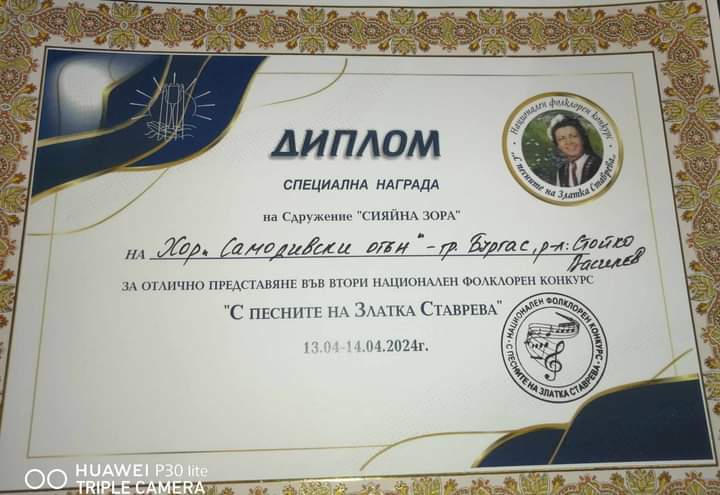 ДИПЛОМ
СПЕЦИАЛНА НАГРАДА
на Сдружение "СИЯЙНА ЗОРА"
НА Хор „Самодивски огън" - гр. Бургас, р-л: Стойко
Василев
ЗА ОТЛИЧНО ПРЕДСТАВЯНЕ ВЪВ ВТОРИ НАЦИОНАЛЕН ФОЛКЛОРЕН КОНКУРС
"С ПЕСНИТЕ НА ЗЛАТКА СТАВРЕВА"
13.04-14.04.2024г.
Национален фолклорен конкурс
"С песните на Златка Ставрева"
НАЦИОНАЛЕН ФОЛКЛОРЕН КОНКУРС
С ПЕСНИТЕ НА ЗЛАТКА СТАВРЕВА
HUAWEI P30 lite
TRIPLE CAMERA